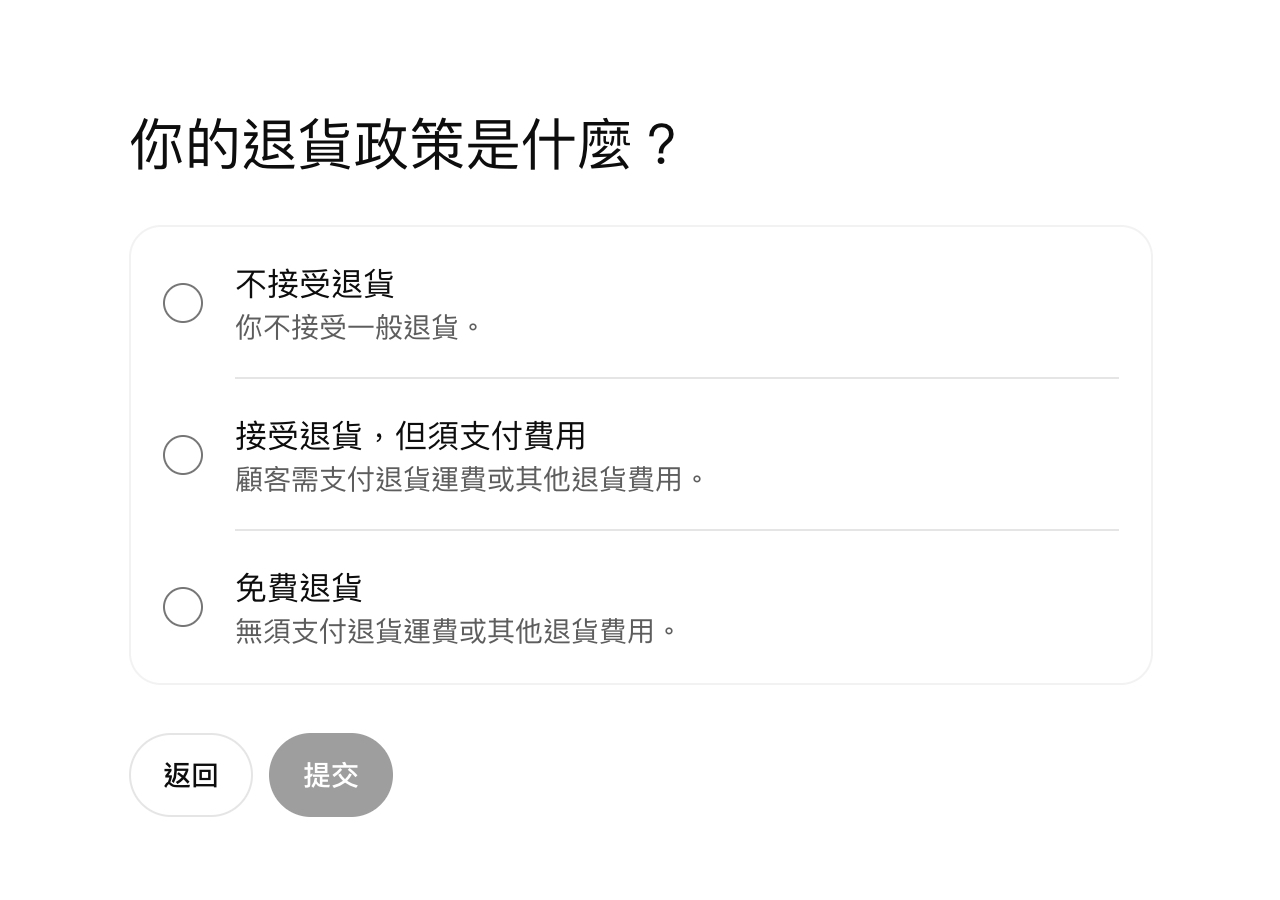 你的退貨政策是什麼？
不接受退貨
你不接受一般退貨。
接受退貨，但須支付費用
顧客需支付退貨運費或其他退貨費用。
免費退貨
無須支付退貨運費或其他退貨費用。
返回
提交